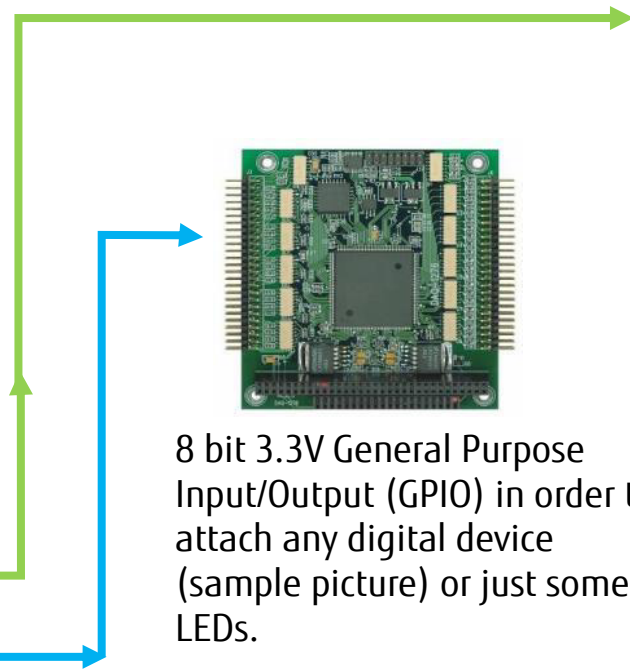 8 bit 3.3V General Purpose
Input/Output (GPIO) in order
attach any digital device
(sample picture) or just some
LEDs.